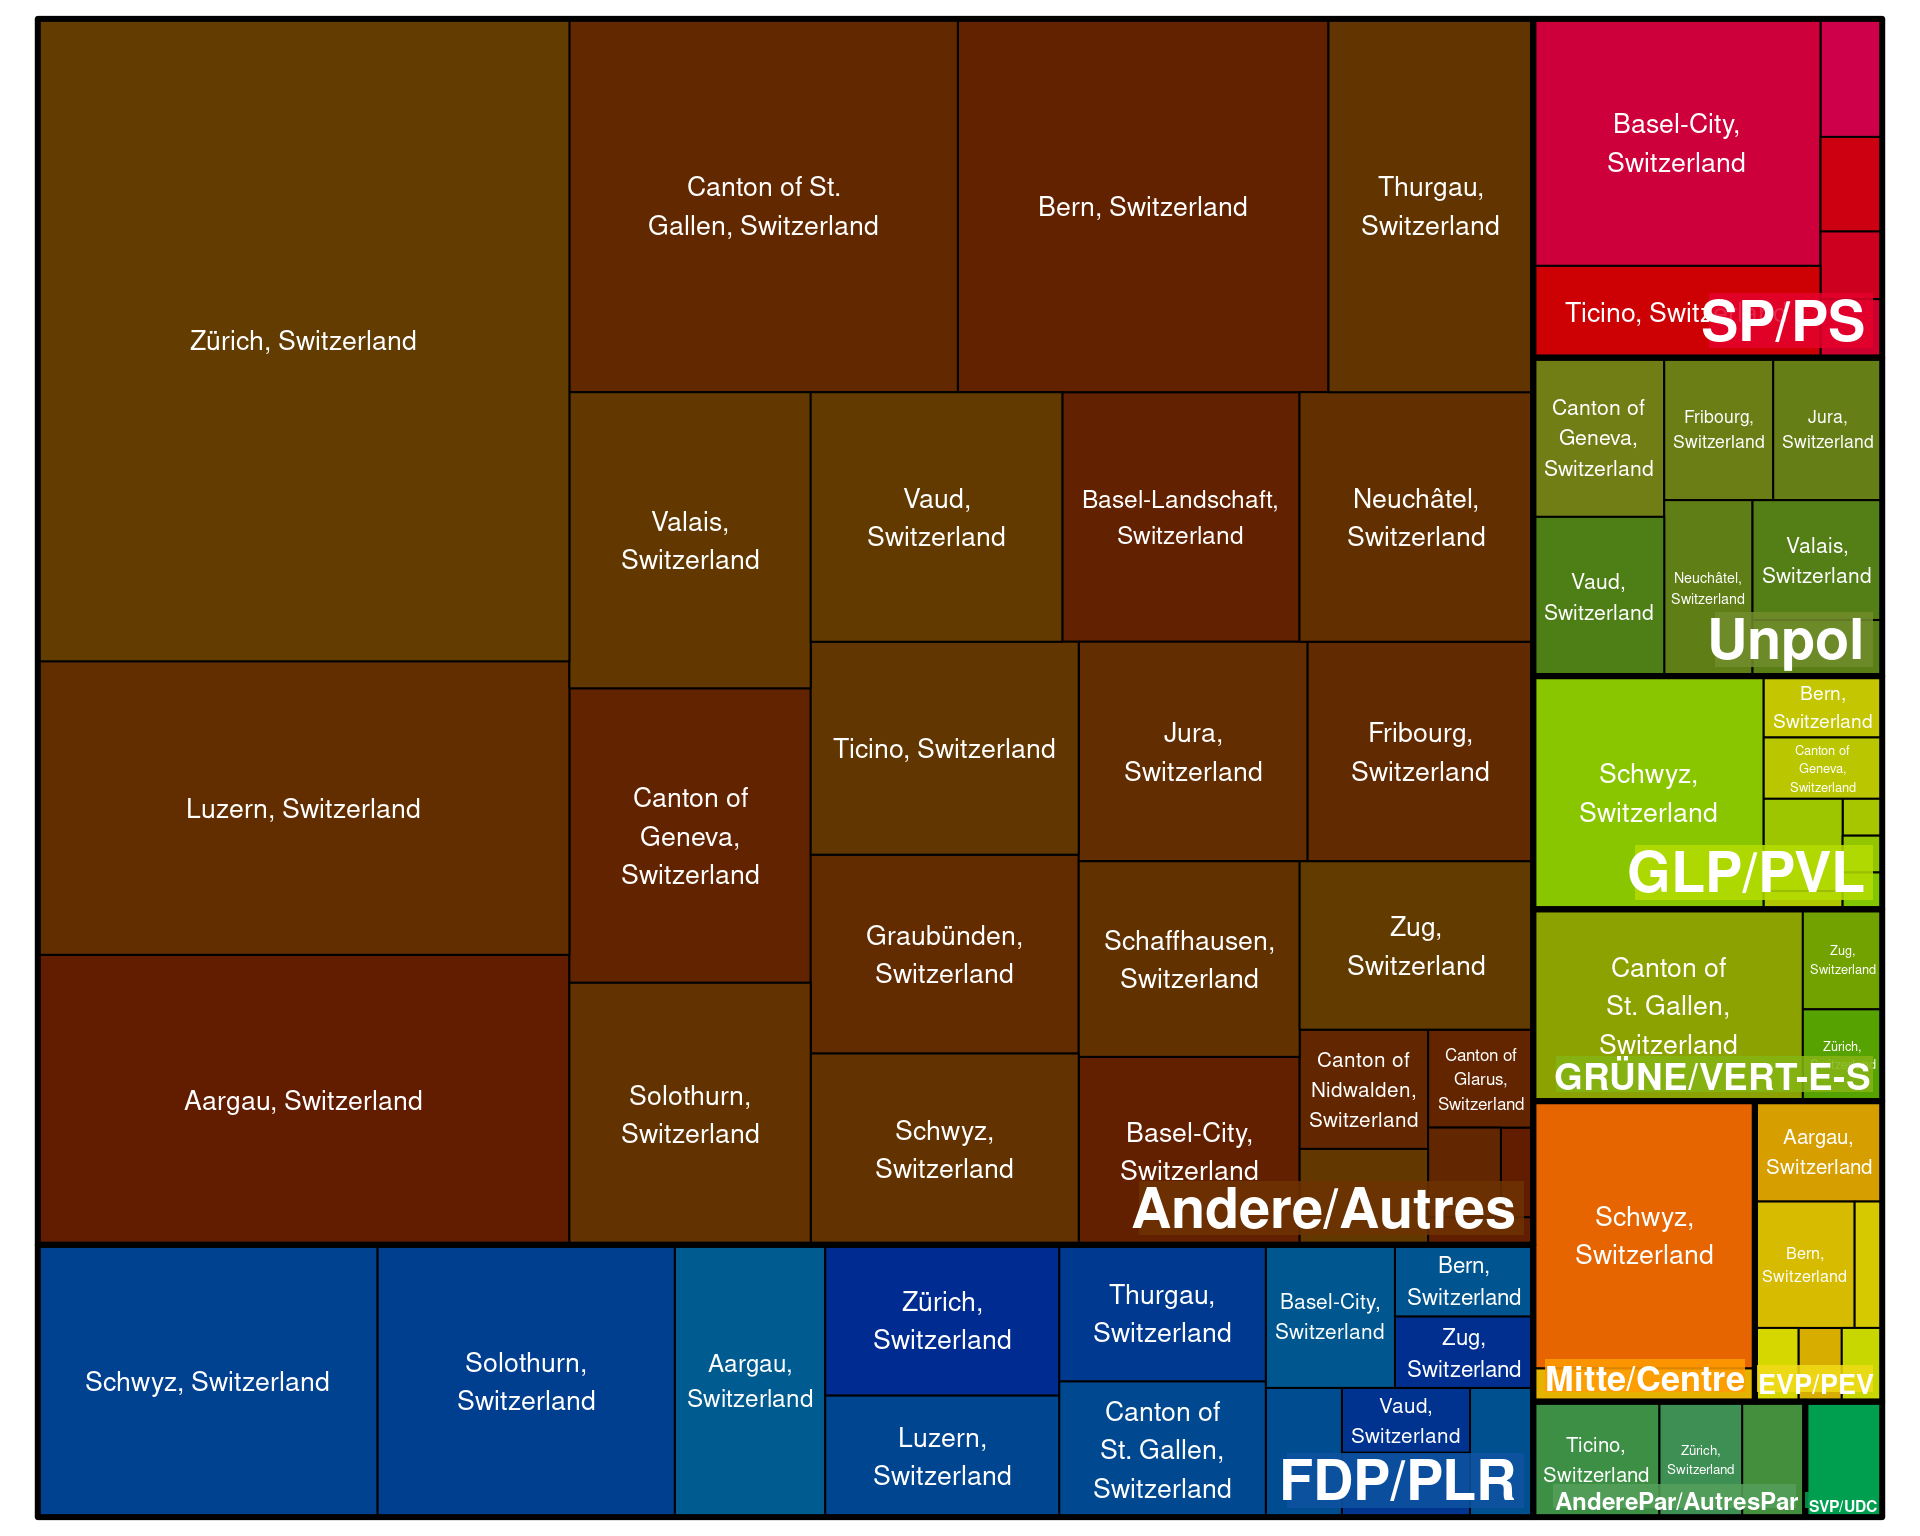 Zürich, Switzerland
Luzern, Switzerland
Aargau, Switzerland
Canton of St.
Gallen, Switzerland
Bern, Switzerland
Thurgau,
Switzerland
Valais,
Switzerland
Vaud,
Switzerland
Basel-Landschaft,
Switzerland
Neuchâtel,
Switzerland
Canton of
Geneva,
Switzerland
Ticino, Switzerland
Jura,
Switzerland
Fribourg,
Switzerland
Solothurn,
Switzerland
Graubünden,
Switzerland
Schaffhausen,
Switzerland
Zug,
Switzerland
Schwyz,
Switzerland
Basel-City,
Switzerland
Canton of
Nidwalden,
Switzerland
Canton of
Glarus,
Switzerland
Andere/Autres
Schwyz, Switzerland
Solothurn,
Switzerland
Aargau,
Switzerland
Zürich,
Switzerland
Luzern,
Switzerland
Thurgau,
Switzerland
Canton of
St. Gallen,
Switzerland
Basel-City,
Switzerland
Bern,
Switzerland
Zug,
Switzerland
Vaud,
Switzerland
FDP/PLR
Basel-City,
Switzerland
Ticino,
SP/PS
Canton of
Geneva,
Switzerland
Fribourg,
Switzerland
Jura,
Switzerland
Vaud,
Switzerland
Neuchâtel,
Switzerland
Valais,
Switzerland
Unpol
Schwyz,
Switzerland
Bern,
Switzerland
Canton of
Geneva,
Switzerland
GLP/PVL
Canton of
St. Gallen,
Switzerland
Zug,
Switzerland
Zürich,
GRÜNE/VERT-E-S
Schwyz,
Switzerland
Mitte/Centre
Aargau,
Switzerland
Bern,
Switzerland
EVP/PEV
Ticino,
Switzerland
Zürich,
Switzerland
AnderePar/AutresPar
SVP/UDC